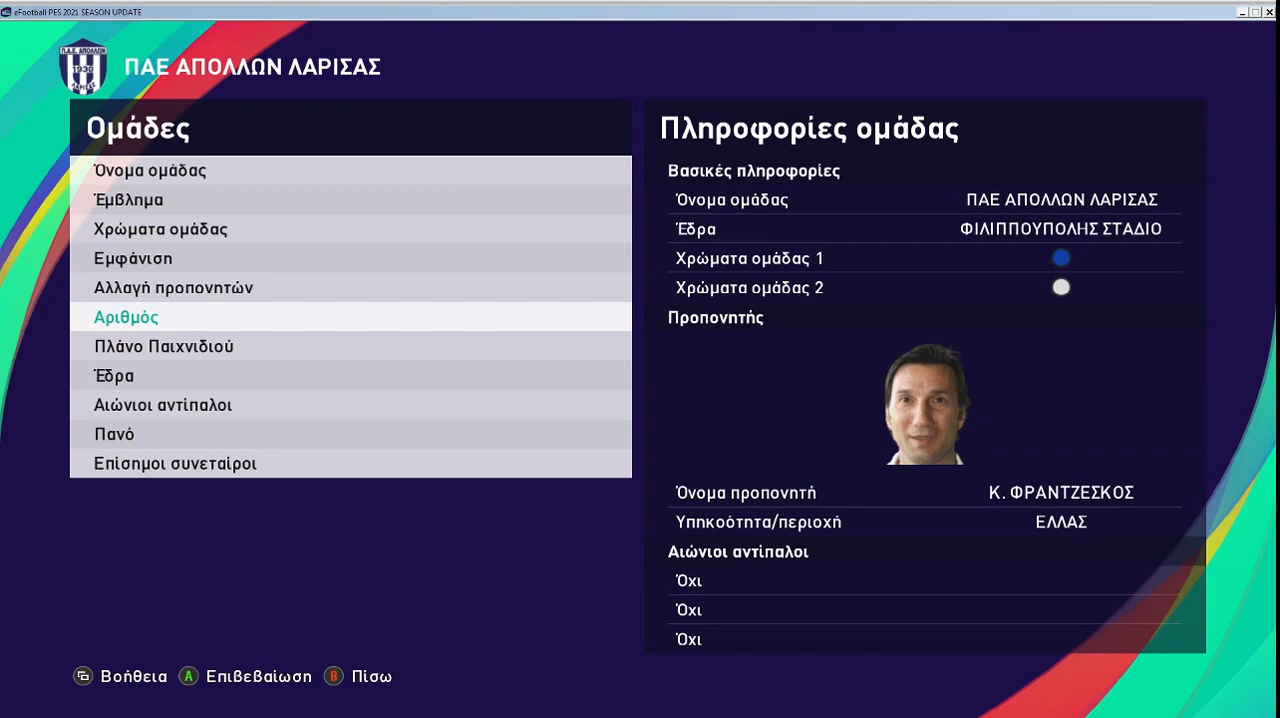 eFootball PES 2021 SEASON UPDATE
Π.Α.Ε. ΑΠΟΛΛΩΝ
1930
ΛΑΡΙΣΑΣ
ΠΑΕ ΑΠΟΛΛΩΝ ΛΑΡΙΣΑΣ
Ομάδες
Όνομα ομάδας
Έμβλημα
Χρώματα ομάδας
Εμφάνιση
Αλλαγή προπονητών
Αριθμός
Πλάνο Παιχνιδιού
Έδρα
Αιώνιοι αντίπαλοι
Πανό
Επίσημοι συνεταίροι
Πληροφορίες ομάδας
Βασικές πληροφορίες
Όνομα ομάδας ΠΑΕ ΑΠΟΛΛΩΝ ΛΑΡΙΣΑΣ
Έδρα ΦΙΛΙΠΠΟΥΠΟΛΗΣ ΣΤΑΔΙΟ
Χρώματα ομάδας 1
Χρώματα ομάδας 2
Προπονητής
Όνομα προπονητή Κ. ΦΡΑΝΤΖΕΣΚΟΣ
Υπηκοότητα/περιοχή ΕΛΛΑΣ
Αιώνιοι αντίπαλοι
Όχι
Όχι
Όχι
Βοήθεια A Επιβεβαίωση B Πίσω